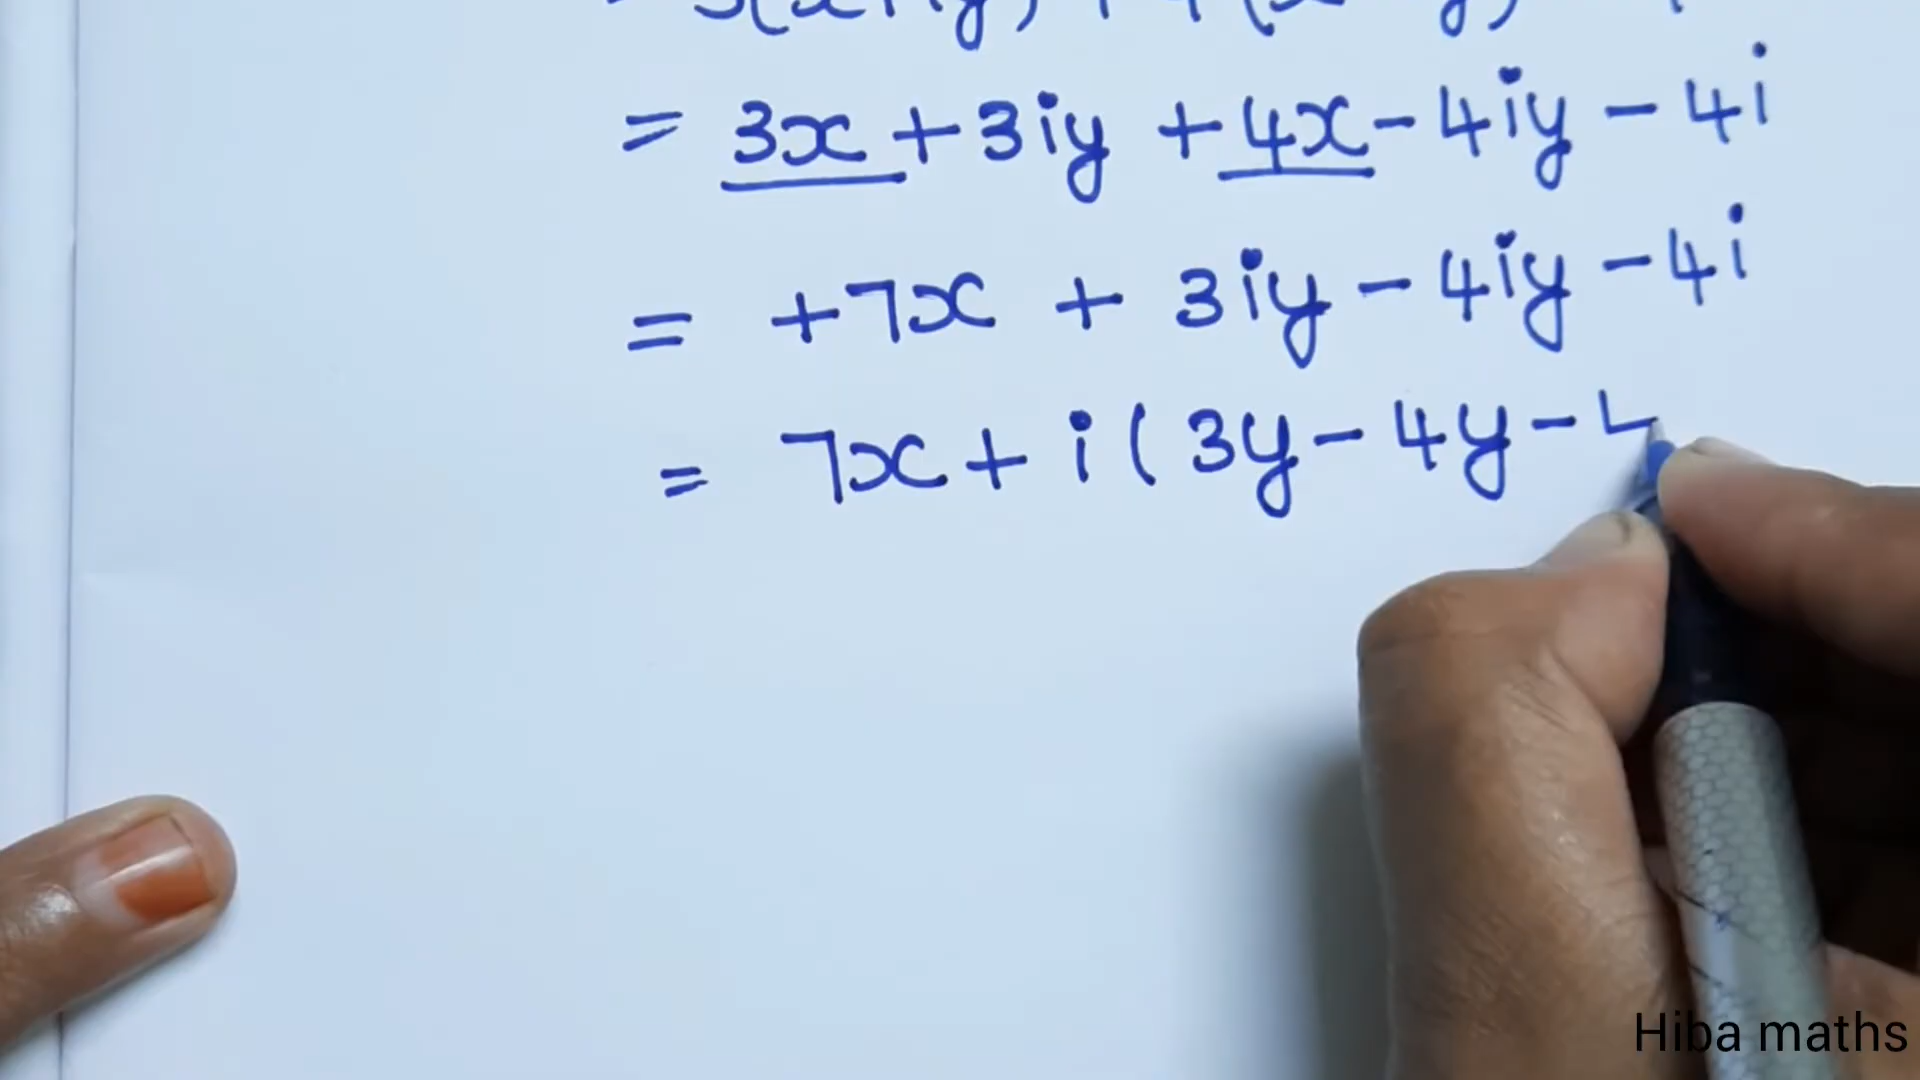 = 3x + 3iy + 4x - 4iy - 4i
= +7x + 3iy - 4iy - 4i
= 7x + i ( 3y - 4y - 4
Hiba maths